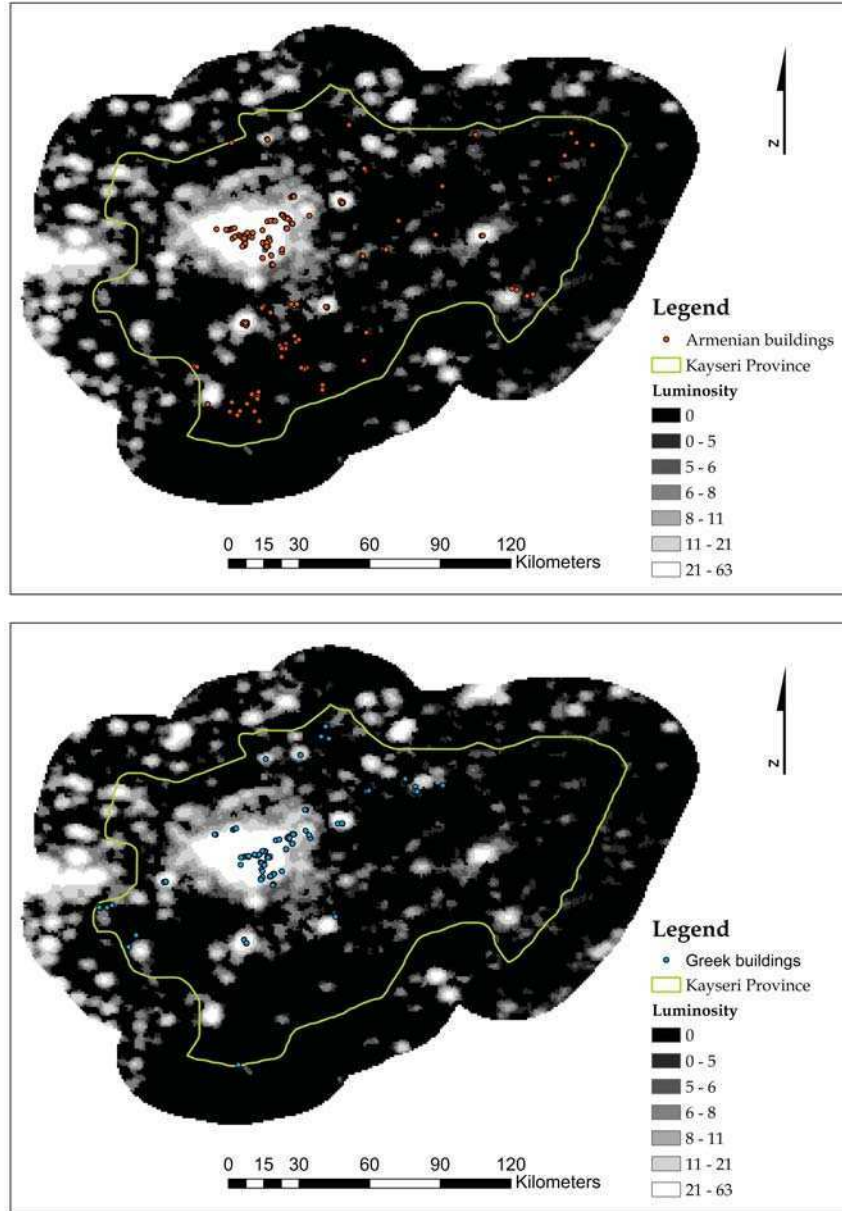 N
Legend
Armenian buildings
Kayseri Province
Luminosity
0
0 - 5
5 - 6
6 - 8
8 - 11
11 - 21
21 - 63
0 15 30 60 90 120
Kilometers
N
Legend
Greek buildings
Kayseri Province
Luminosity
0
0 - 5
5 - 6
6 - 8
8 - 11
11 - 21
21 - 63
0 15 30 60 90 120
Kilometers